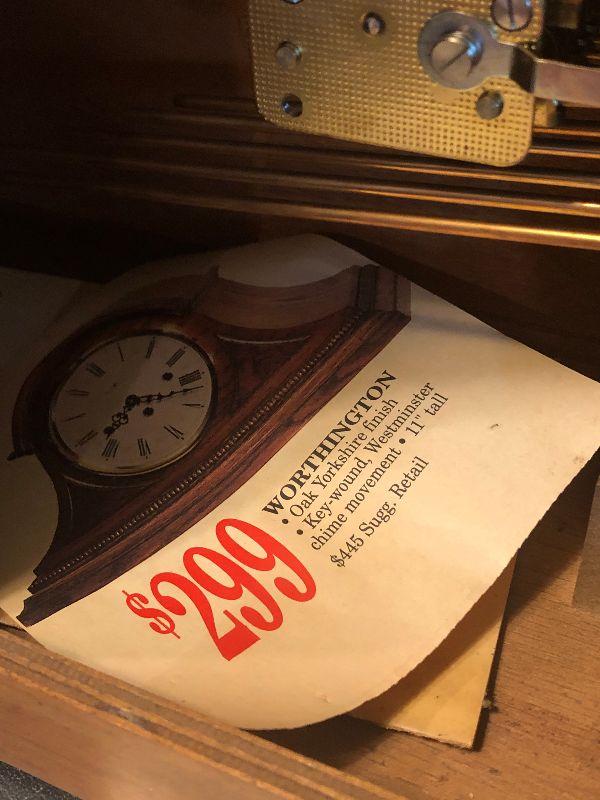 WORTHINGTON
• Oak Yorkshire finish
• Key-wound, Westminster
chime movement • 11" tall
$445 Sugg. Retail
$299